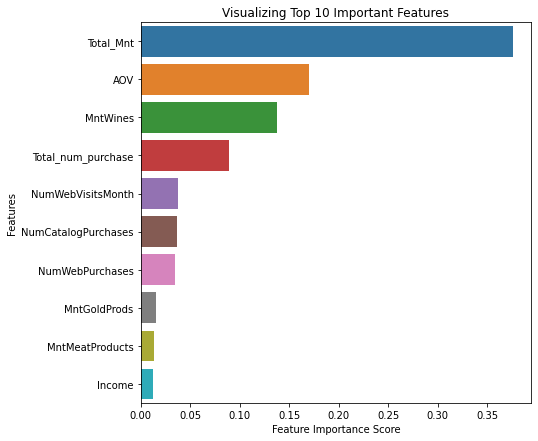 Visualizing Top 10 Important Features
Total_Mnt
AOV
MntWines
Total_num_purchase
NumWebVisitsMonth
NumCatalogPurchases
NumWebPurchases
MntGoldProds
MntMeatProducts
Income
Features
0.00 0.05 0.10 0.15 0.20 0.25 0.30 0.35
Feature Importance Score